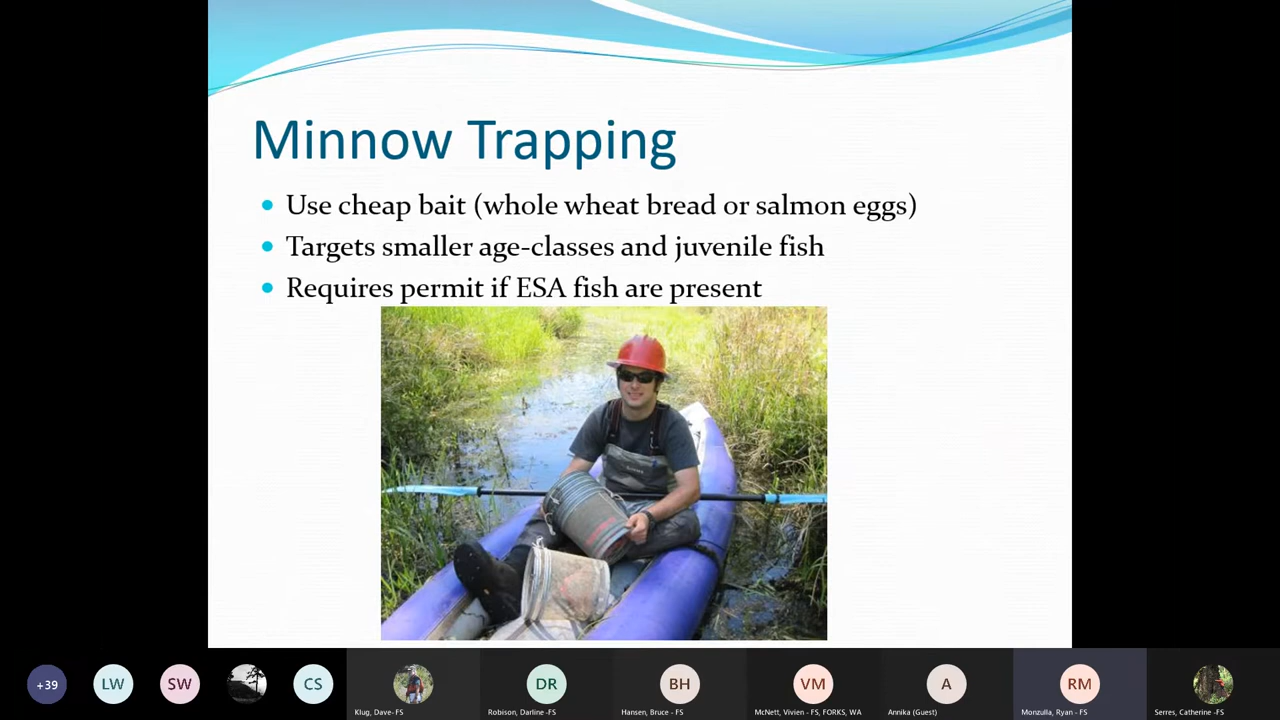 Minnow Trapping
Use cheap bait (whole wheat bread or salmon eggs)
Targets smaller age-classes and juvenile fish
Requires permit if ESA fish are present
+39
LW
SW
CS
DR
BH
VM
A
RM
Klug, Dave- FS
Robison, Darline -FS
Hansen, Bruce - FS
McNett, Vivien - FS, FORKS, WA
Annika (Guest)
Monzulla, Ryan - FS
Serres, Catherine -FS